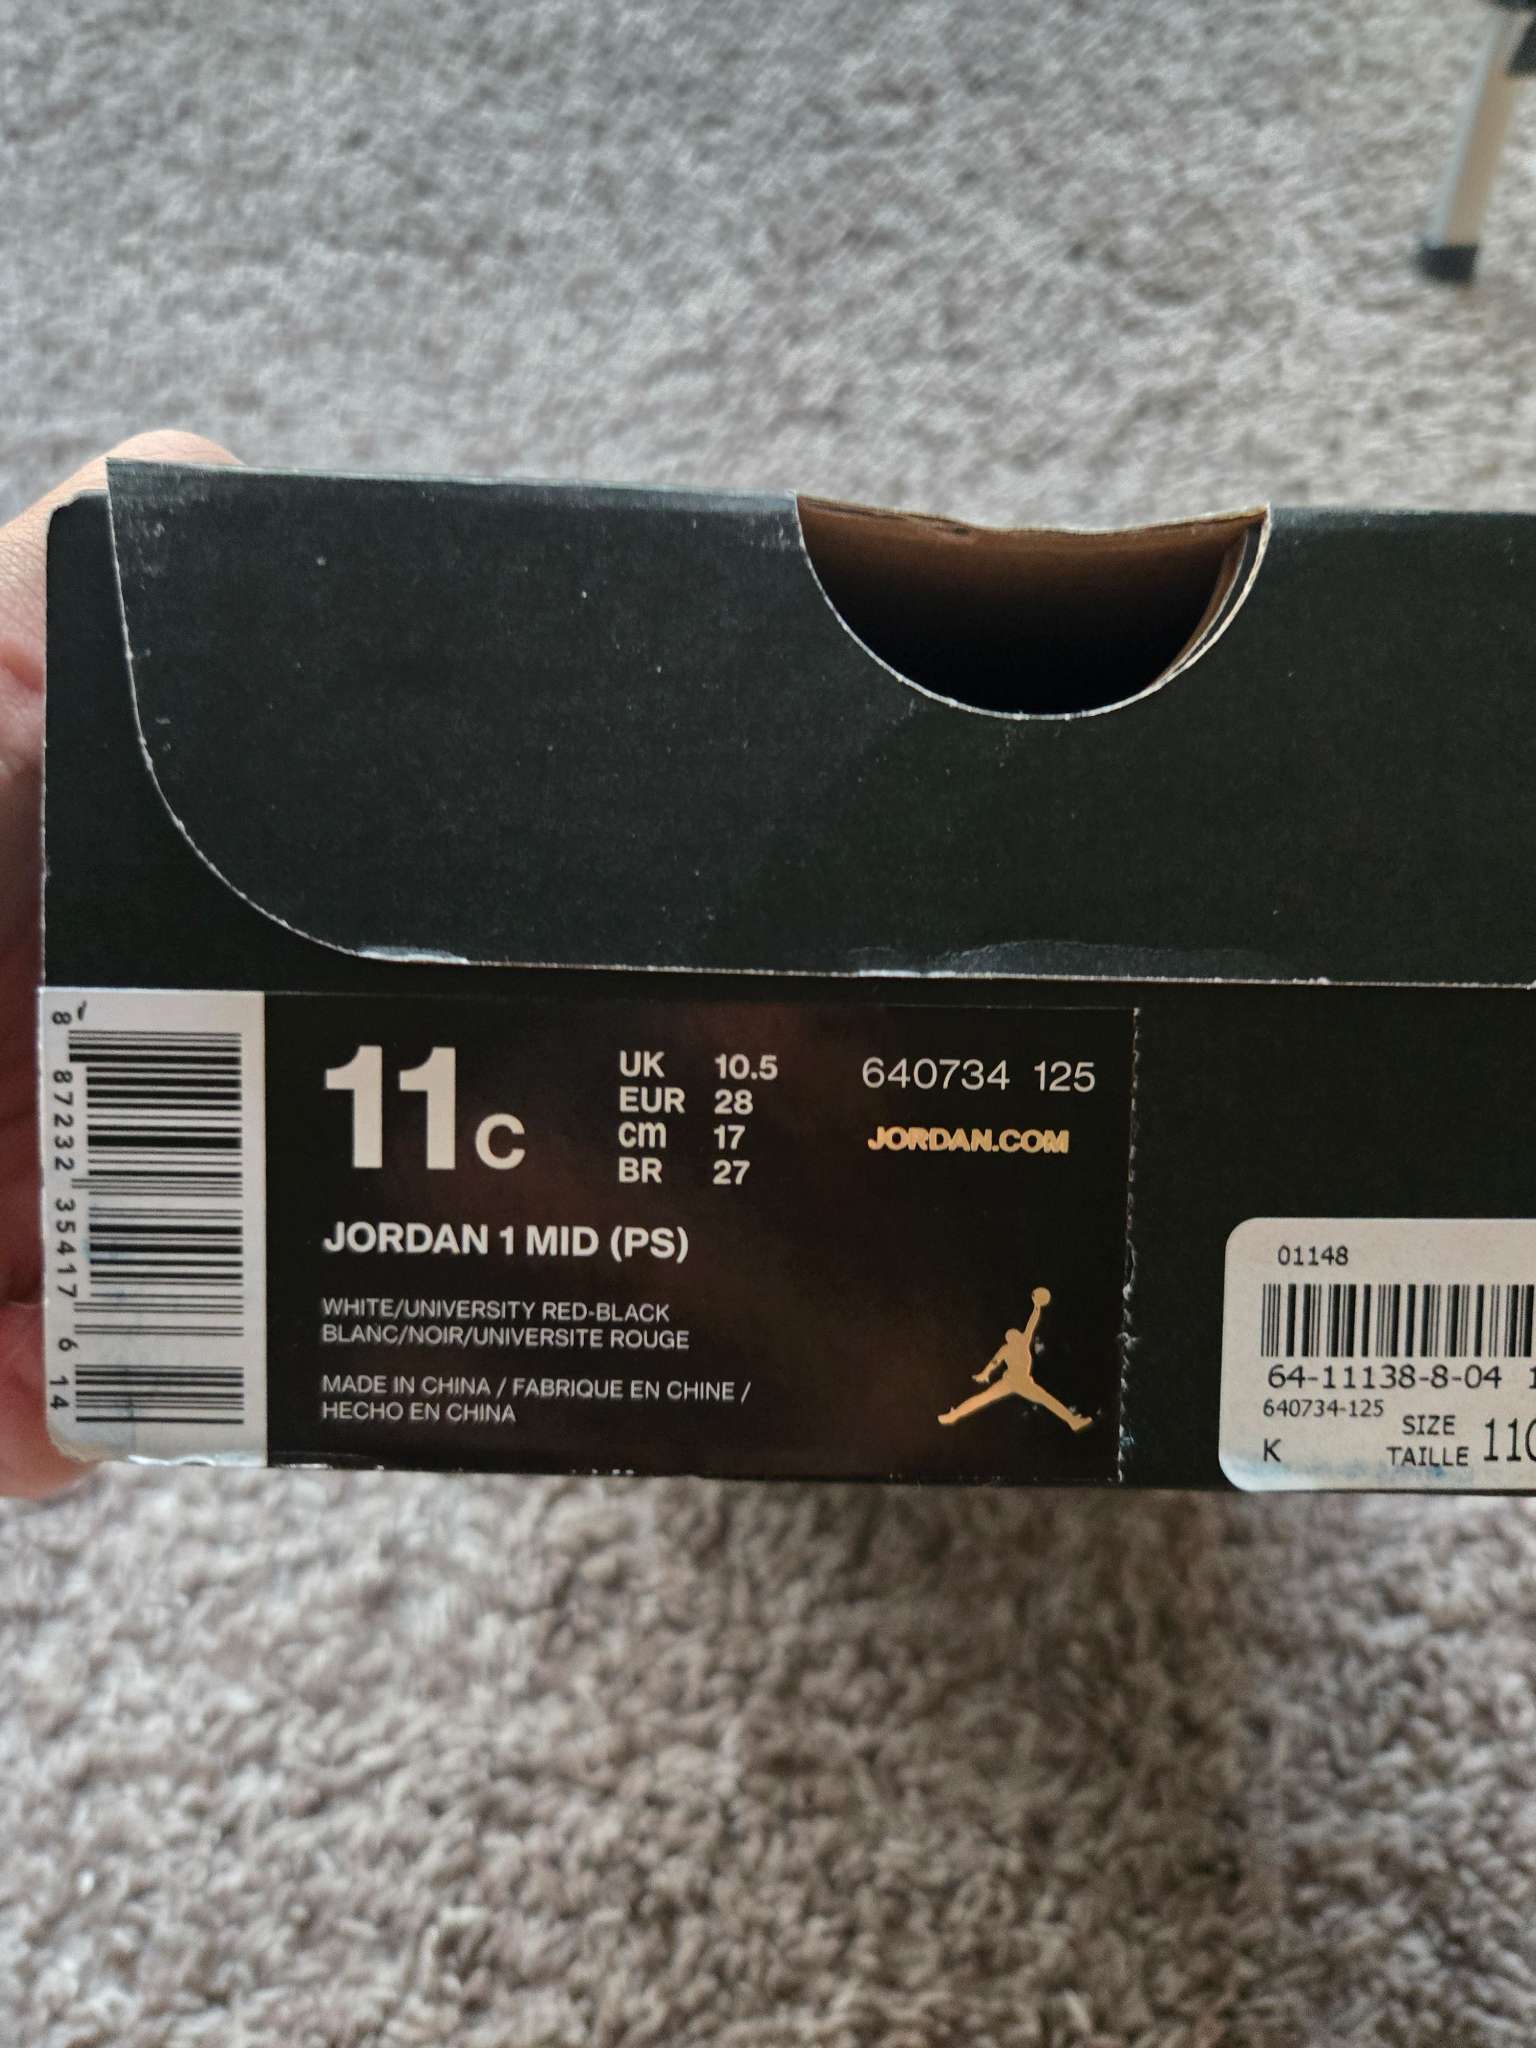 8 87232 35417 6 14
11C
UK 10.5
EUR 28
cm 17
BR 27
640734 125
JORDAN.COM
JORDAN 1 MID (PS)
WHITE/UNIVERSITY RED-BLACK
BLANC/NOIR/UNIVERSITE ROUGE
MADE IN CHINA / FABRIQUE EN CHINE /
HECHO EN CHINA
01148
64-11138-8-04
640734-125
K
SIZE
TAILLE